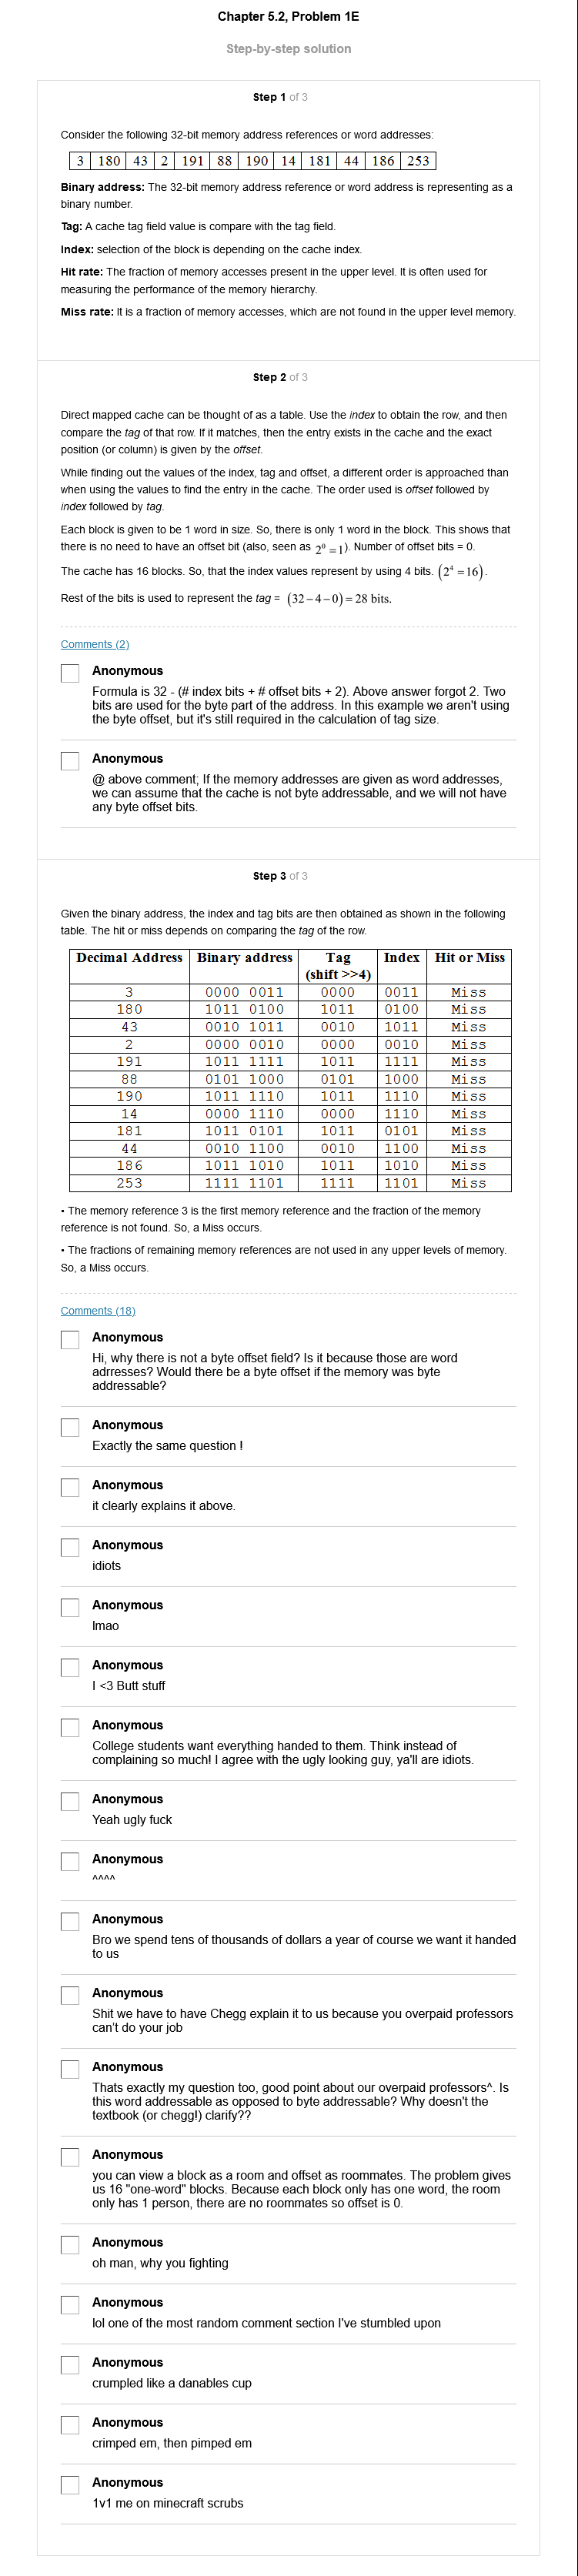 Chapter 5.2, Problem 1E
Step-by-step solution
Step 1 of 3
Consider the following 32-bit memory address references or word addresses:
3 180 43 2 191 88 190 14 181 44 186 253
Binary address: The 32-bit memory address reference or word address is representing as a
binary number.
Tag: A cache tag field value is compare with the tag field.
Index: selection of the block is depending on the cache index.
Hit rate: The fraction of memory accesses present in the upper level. It is often used for
measuring the performance of the memory hierarchy.
Miss rate: It is a fraction of memory accesses, which are not found in the upper level memory.
Step 2 of 3
Direct mapped cache can be thought of as a table. Use the index to obtain the row, and then
compare the tag of that row. If it matches, then the entry exists in the cache and the exact
position (or column) is given by the offset.
While finding out the values of the index, tag and offset, a different order is approached than
when using the values to find the entry in the cache. The order used is offset followed by
index followed by tag.
Each block is given to be 1 word in size. So, there is only 1 word in the block. This shows that
there is no need to have an offset bit (also, seen as 2⁰ = 1). Number of offset bits = 0.
The cache has 16 blocks. So, that the index values represent by using 4 bits. (2⁴ = 16).
Rest of the bits is used to represent the tag = (32 − 4 − 0) = 28 bits.
Comments (2)
Anonymous
Formula is 32 - (# index bits + # offset bits + 2). Above answer forgot 2. Two
bits are used for the byte part of the address. In this example we aren't using
the byte offset, but it's still required in the calculation of tag size.
Anonymous
@ above comment; If the memory addresses are given as word addresses,
we can assume that the cache is not byte addressable, and we will not have
any byte offset bits.
Step 3 of 3
Given the binary address, the index and tag bits are then obtained as shown in the following
table. The hit or miss depends on comparing the tag of the row.
Decimal Address Binary address Tag Index Hit or Miss
(shift >>4)
3 0000 0011 0000 0011 Miss
180 1011 0100 1011 0100 Miss
43 0010 1011 0010 1011 Miss
2 0000 0010 0000 0010 Miss
191 1011 1111 1011 1111 Miss
88 0101 1000 0101 1000 Miss
190 1011 1110 1011 1110 Miss
14 0000 1110 0000 1110 Miss
181 1011 0101 1011 0101 Miss
44 0010 1100 0010 1100 Miss
186 1011 1010 1011 1010 Miss
253 1111 1101 1111 1101 Miss
• The memory reference 3 is the first memory reference and the fraction of the memory
reference is not found. So, a Miss occurs.
• The fractions of remaining memory references are not used in any upper levels of memory.
So, a Miss occurs.
Comments (18)
Anonymous
Hi, why there is not a byte offset field? Is it because those are word
adrresses? Would there be a byte offset if the memory was byte
addressable?
Anonymous
Exactly the same question !
Anonymous
it clearly explains it above.
Anonymous
idiots
Anonymous
lmao
Anonymous
I <3 Butt stuff
Anonymous
College students want everything handed to them. Think instead of
complaining so much! I agree with the ugly looking guy, ya'll are idiots.
Anonymous
Yeah ugly fuck
Anonymous
^^^^
Anonymous
Bro we spend tens of thousands of dollars a year of course we want it handed
to us
Anonymous
Shit we have to have Chegg explain it to us because you overpaid professors
can't do your job
Anonymous
Thats exactly my question too, good point about our overpaid professors^. Is
this word addressable as opposed to byte addressable? Why doesn't the
textbook (or chegg!) clarify??
Anonymous
you can view a block as a room and offset as roommates. The problem gives
us 16 "one-word" blocks. Because each block only has one word, the room
only has 1 person, there are no roommates so offset is 0.
Anonymous
oh man, why you fighting
Anonymous
lol one of the most random comment section I've stumbled upon
Anonymous
crumpled like a danables cup
Anonymous
crimped em, then pimped em
Anonymous
1v1 me on minecraft scrubs